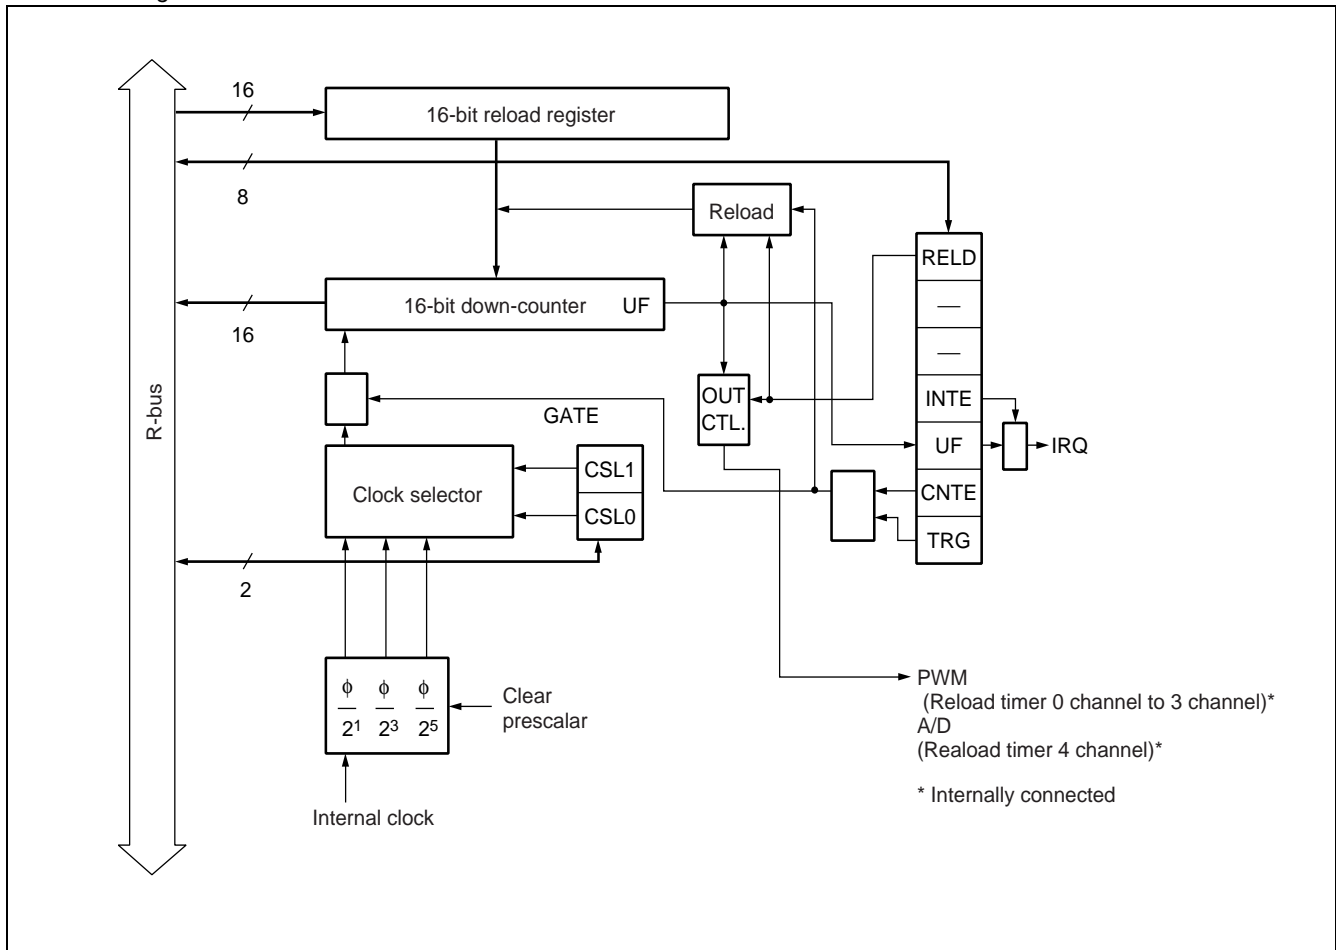 16
16-bit reload register
8
Reload
RELD
—
16-bit down-counter UF
—
16
R-bus
OUT
CTL.
INTE
GATE
UF
IRQ
CSL1
Clock selector
CNTE
CSL0
TRG
2
PWM
(Reload timer 0 channel to 3 channel)*
A/D
(Reaload timer 4 channel)*
* Internally connected
ϕ ϕ ϕ
2¹ 2³ 2⁵
Clear
prescalar
Internal clock